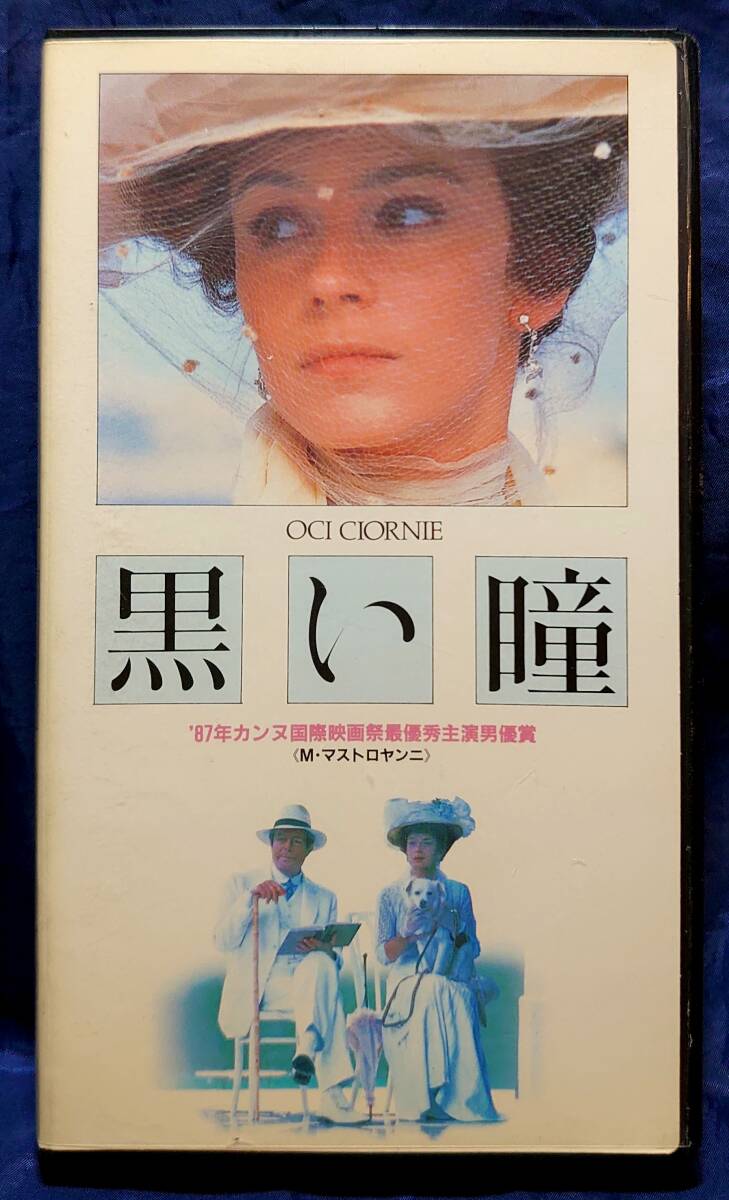 OCI CIORNIE
黒い瞳
'87年カンヌ国際映画祭最優秀主演男優賞
《M・マストロヤンニ》